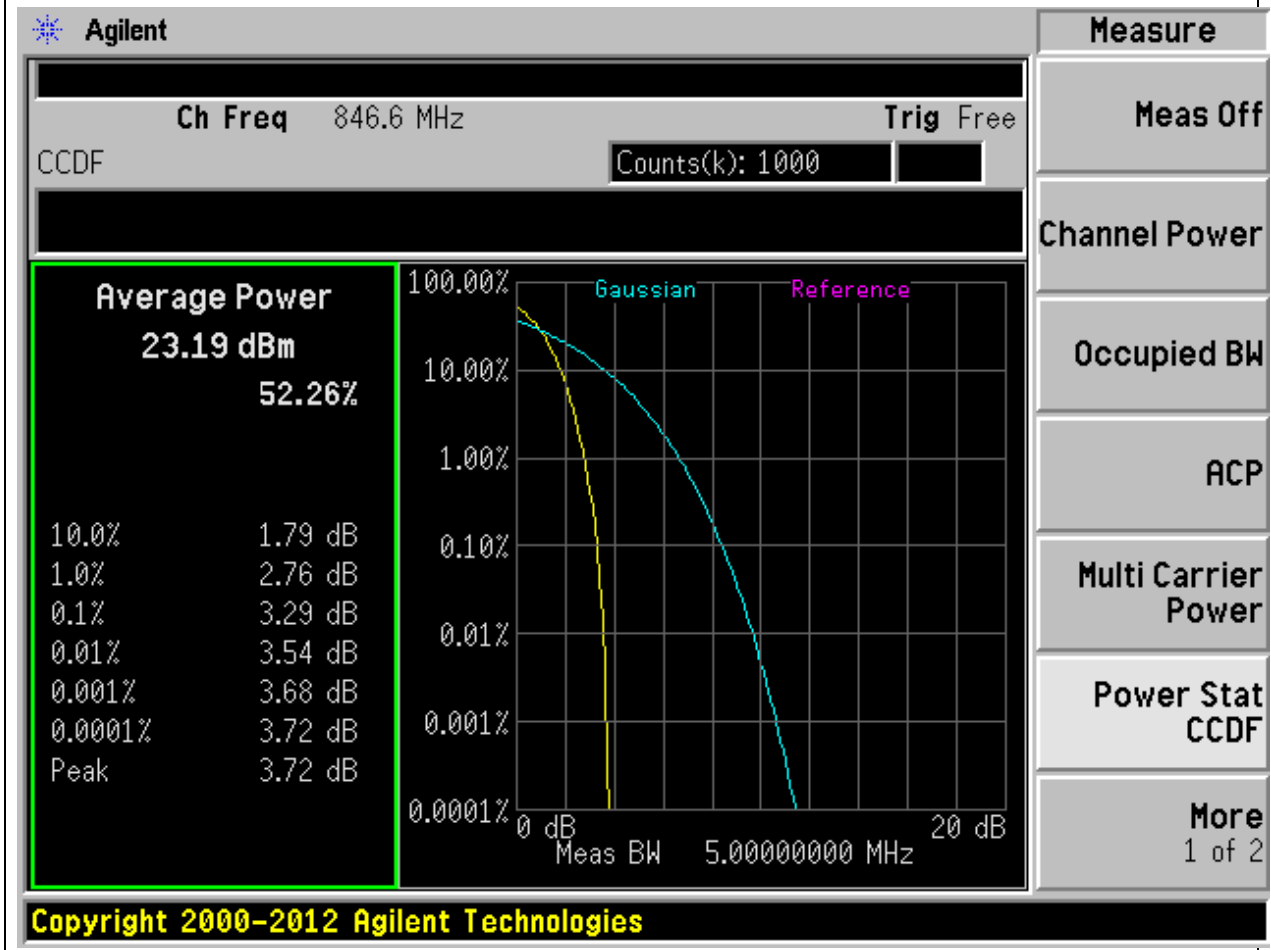 Agilent
Measure
Ch Freq 846.6 MHz Trig Free
CCDF Counts(k): 1000
Meas Off
Channel Power
Occupied BW
ACP
Multi Carrier
Power
Power Stat
CCDF
More
1 of 2
Average Power
23.19 dBm
52.26%
10.0% 1.79 dB
1.0% 2.76 dB
0.1% 3.29 dB
0.01% 3.54 dB
0.001% 3.68 dB
0.0001% 3.72 dB
Peak 3.72 dB
Gaussian Reference
100.00%
10.00%
1.00%
0.10%
0.01%
0.001%
0.0001%
0 dB 20 dB
Meas BW 5.00000000 MHz
Copyright 2000-2012 Agilent Technologies